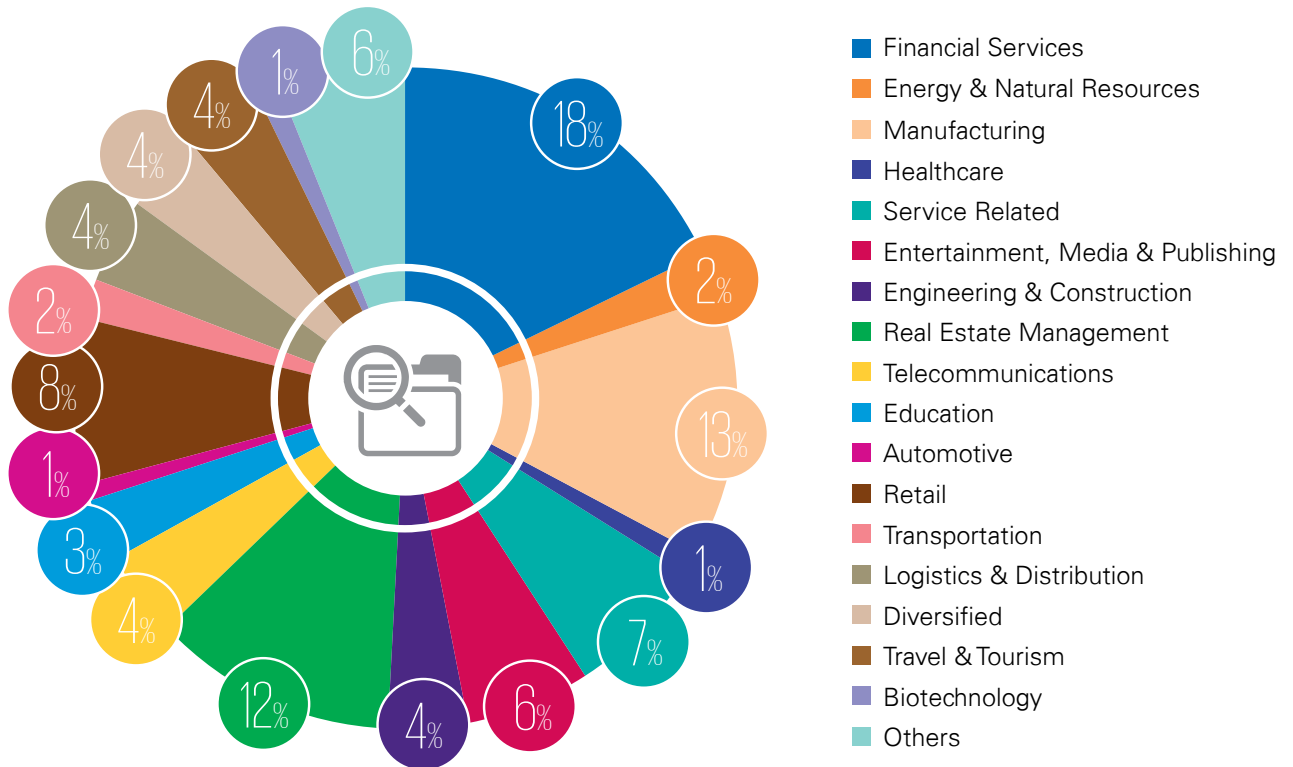 6%
1%
4%
4%
4%
2%
8%
1%
3%
4%
12%
4%
6%
7%
1%
13%
2%
18%
Financial Services
Energy & Natural Resources
Manufacturing
Healthcare
Service Related
Entertainment, Media & Publishing
Engineering & Construction
Real Estate Management
Telecommunications
Education
Automotive
Retail
Transportation
Logistics & Distribution
Diversified
Travel & Tourism
Biotechnology
Others